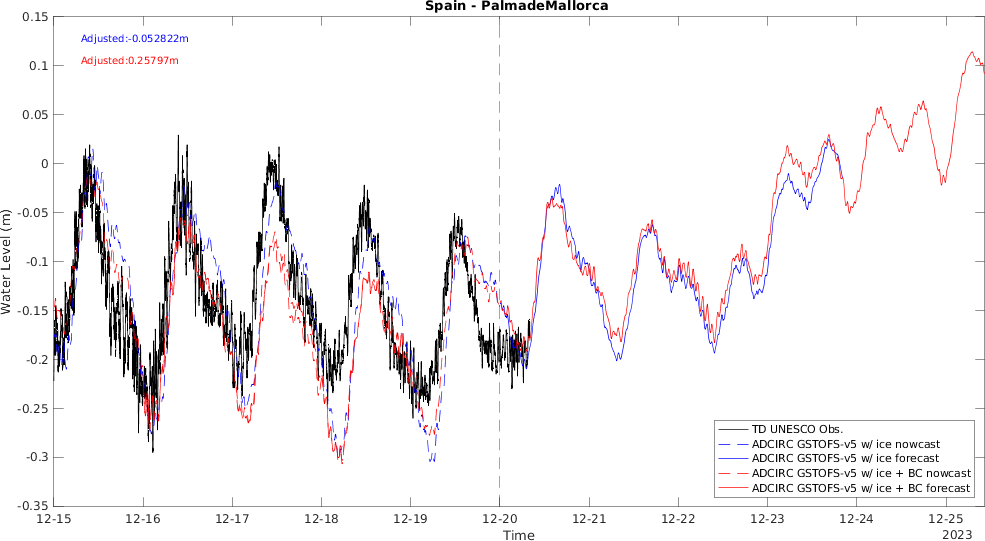 Spain - PalmadeMallorca
Adjusted:-0.052822m
Adjusted:0.25797m
Water Level (m)
0.15
0.1
0.05
0
-0.05
-0.1
-0.15
-0.2
-0.25
-0.3
-0.35
TD UNESCO Obs.
ADCIRC GSTOFS-v5 w/ ice nowcast
ADCIRC GSTOFS-v5 w/ ice forecast
ADCIRC GSTOFS-v5 w/ ice + BC nowcast
ADCIRC GSTOFS-v5 w/ ice + BC forecast
12-15 12-16 12-17 12-18 12-19 12-20 12-21 12-22 12-23 12-24 12-25
Time
2023